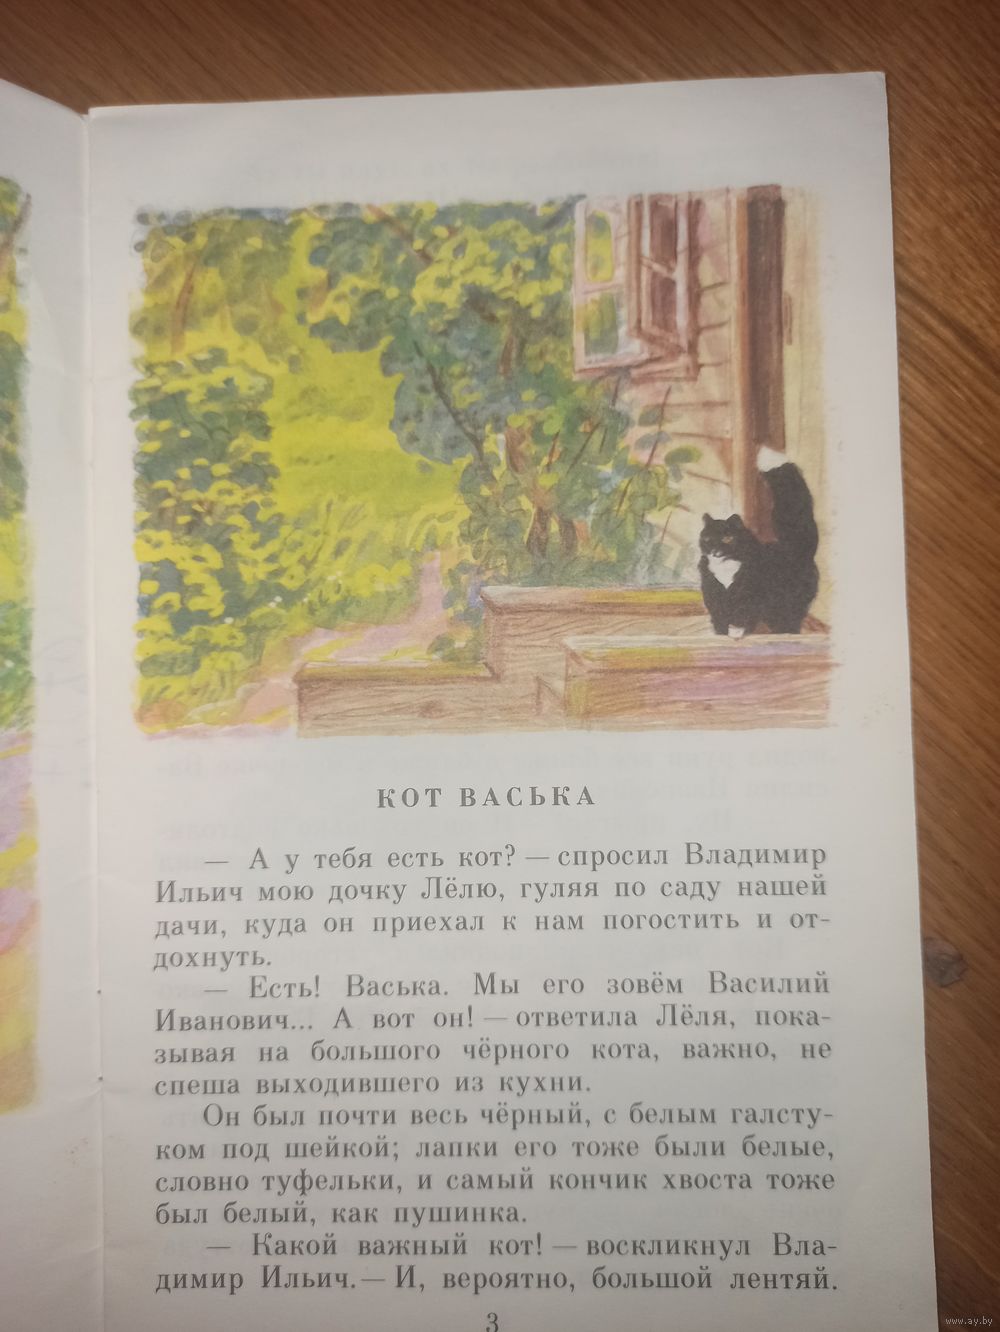 КОТ ВАСЬКА
— А у тебя есть кот? — спросил Владимир
Ильич мою дочку Лёлю, гуляя по саду нашей
дачи, куда он приехал к нам погостить и от-
дохнуть.
— Есть! Васька. Мы его зовём Василий
Иванович... А вот он! — ответила Лёля, пока-
зывая на большого чёрного кота, важно, не
спеша выходившего из кухни.
Он был почти весь чёрный, с белым галсту-
ком под шейкой; лапки его тоже были белые,
словно туфельки, и самый кончик хвоста тоже
был белый, как пушинка.
— Какой важный кот! — воскликнул Вла-
димир Ильич. — И, вероятно, большой лентяй.
3
www.ay.by